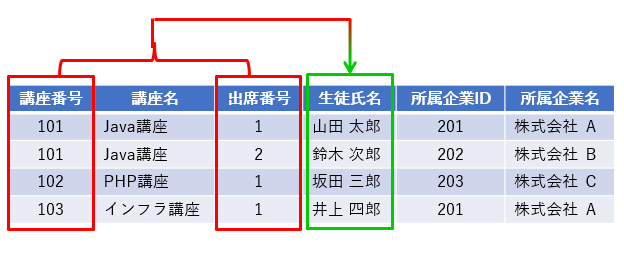 講座番号 講座名 出席番号 生徒氏名 所属企業ID 所属企業名
101 Java講座 1 山田 太郎 201 株式会社 A
101 Java講座 2 鈴木 次郎 202 株式会社 B
102 PHP講座 1 坂田 三郎 203 株式会社 C
103 インフラ講座 1 井上 四郎 201 株式会社 A